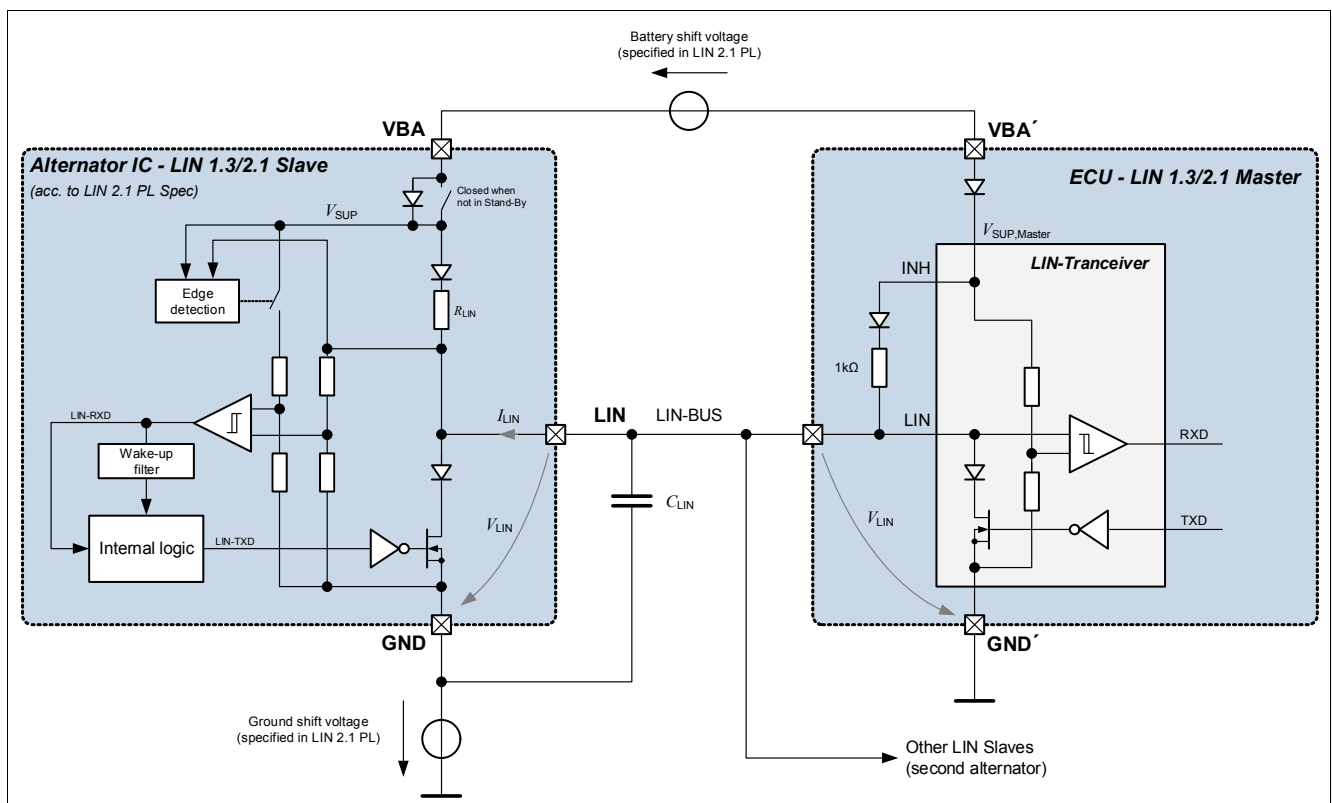 Battery shift voltage
(specified in LIN 2.1 PL)
VBA
VBA´
Alternator IC - LIN 1.3/2.1 Slave
(acc. to LIN 2.1 PL Spec)
Closed when
not in Stand-By
VSUP
Edge
detection
RLIN
LIN-RXD
Wake-up
filter
Internal logic
LIN-TXD
ILIN
VLIN
GND
Ground shift voltage
(specified in LIN 2.1 PL)
LIN
LIN-BUS
CLIN
ECU - LIN 1.3/2.1 Master
VSUP,Master
INH
LIN-Tranceiver
1kΩ
LIN
RXD
TXD
VLIN
GND´
Other LIN Slaves
(second alternator)